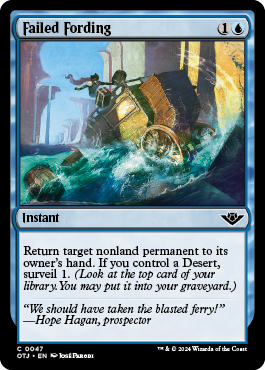 Failed Fording 1
Instant
Return target nonland permanent to its
owner's hand. If you control a Desert,
surveil 1. (Look at the top card of your
library. You may put it into your graveyard.)
"We should have taken the blasted ferry!"
—Hope Hagan, prospector
C 0047
OTJ • EN José Parodi
™ & © 2024 Wizards of the Coast